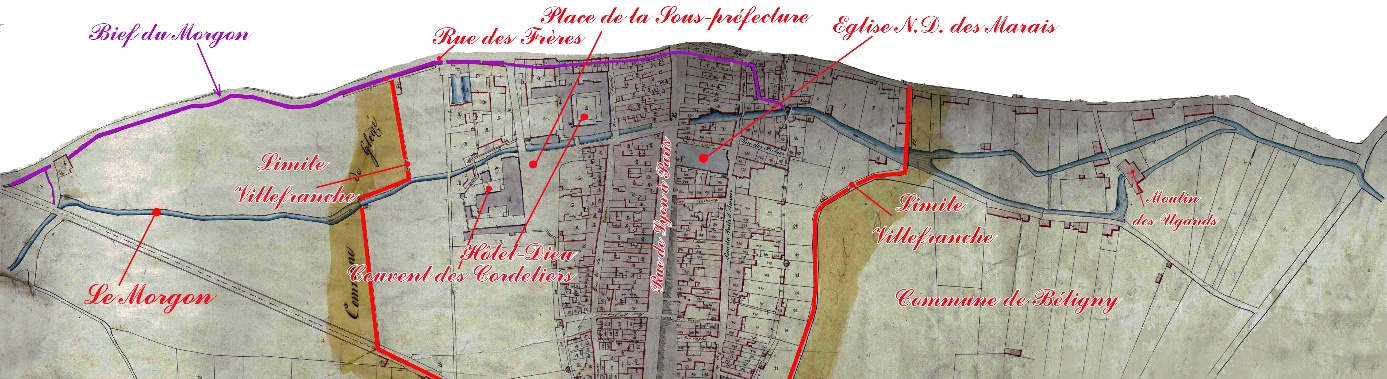 Place de la Sous-préfecture
Bief du Morgon
Rue des Frères
Eglise N.D. des Marais
Limite
Villefranche
Rue de Lyon à Paris
Moulin
des Ugands
Limite
Villefranche
Hôtel-Dieu
Couvent des Cordeliers
Le Morgon
Commune de Béligny
Commune